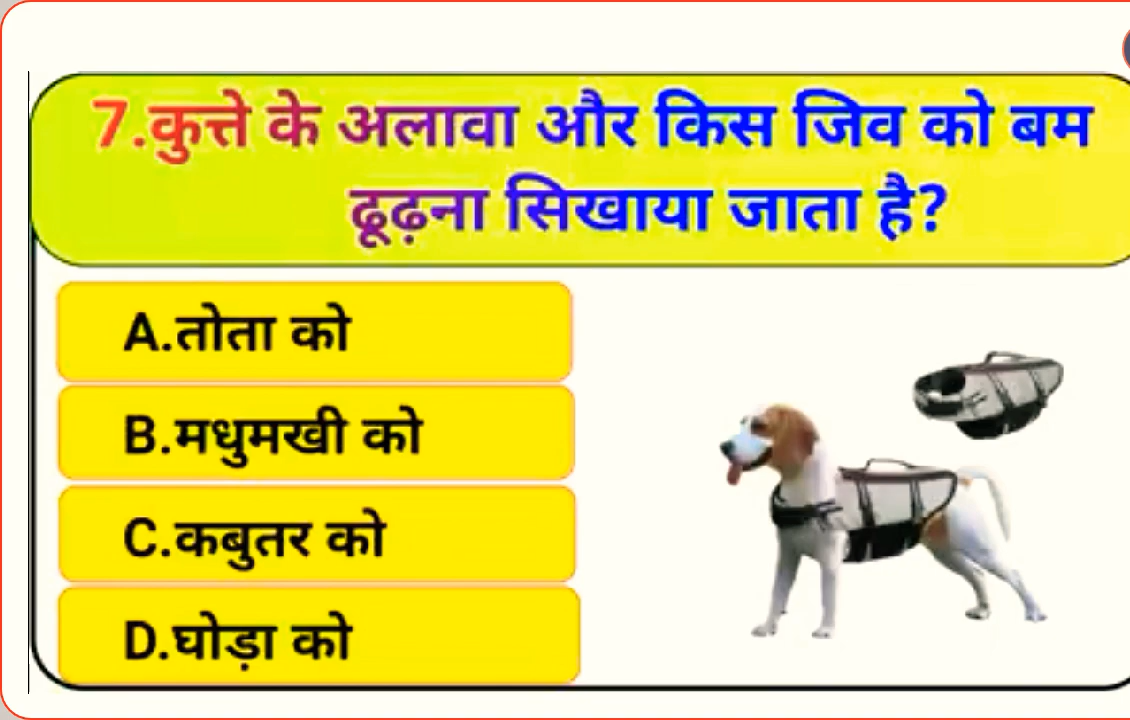 7.कुत्ते के अलावा और किस जिव को बम
ढूढ़ना सिखाया जाता है?
A.तोता को
B.मधुमखी को
C.कबुतर को
D.घोड़ा को